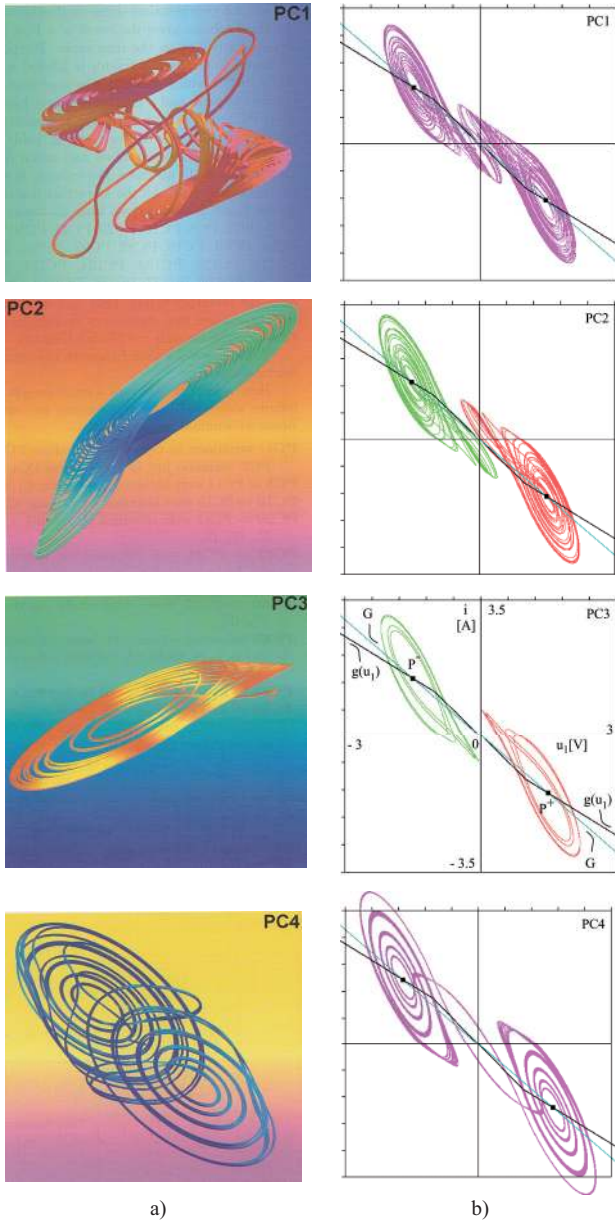 PC1
PC1
PC2
PC2
PC3
PC3
i
3.5
[A]
G
g(u₁)
P⁻
- 3
0
3
u₁[V]
P⁺
g(u₁)
G
- 3.5
PC4
PC4
a)
b)